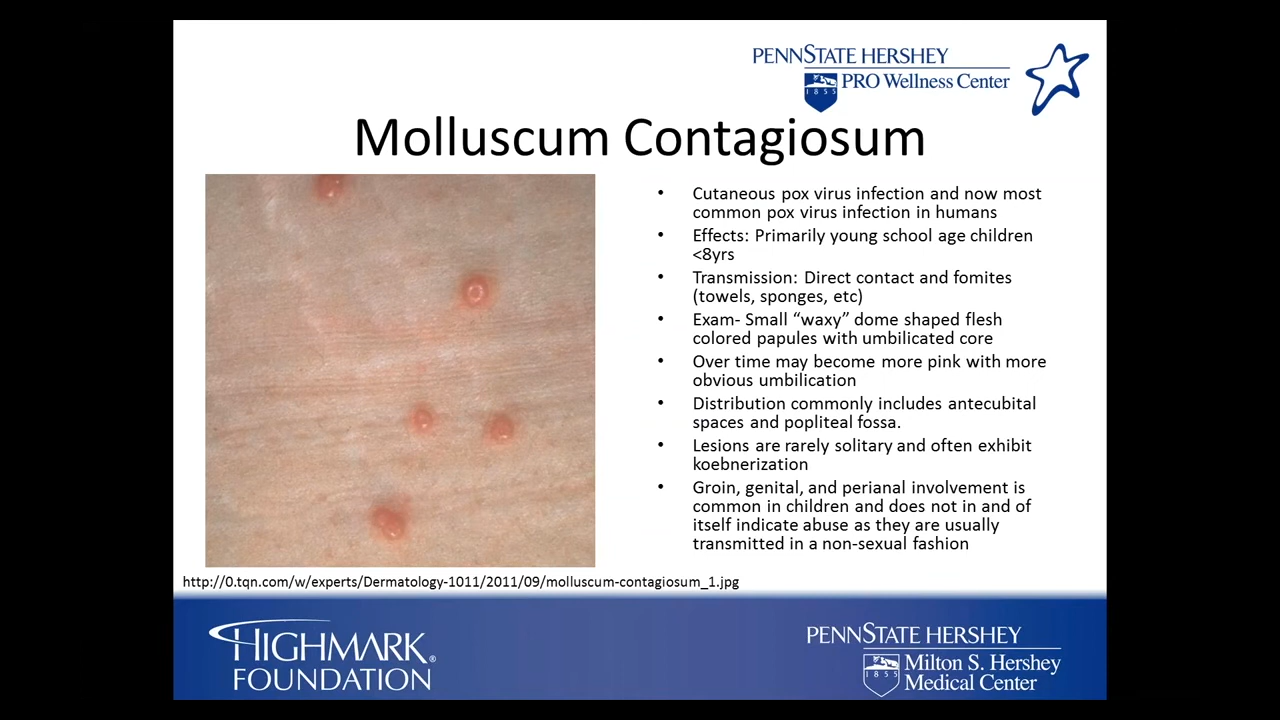 PENNSTATE HERSHEY
PRO Wellness Center
1855
Molluscum Contagiosum
• Cutaneous pox virus infection and now most
common pox virus infection in humans
• Effects: Primarily young school age children
<8yrs
• Transmission: Direct contact and fomites
(towels, sponges, etc)
• Exam- Small “waxy” dome shaped flesh
colored papules with umbilicated core
• Over time may become more pink with more
obvious umbilication
• Distribution commonly includes antecubital
spaces and popliteal fossa.
• Lesions are rarely solitary and often exhibit
koebnerization
• Groin, genital, and perianal involvement is
common in children and does not in and of
itself indicate abuse as they are usually
transmitted in a non-sexual fashion
http://0.tqn.com/w/experts/Dermatology-1011/2011/09/molluscum-contagiosum_1.jpg
HIGHMARK®
FOUNDATION
PENNSTATE HERSHEY
Milton S. Hershey
1855
Medical Center